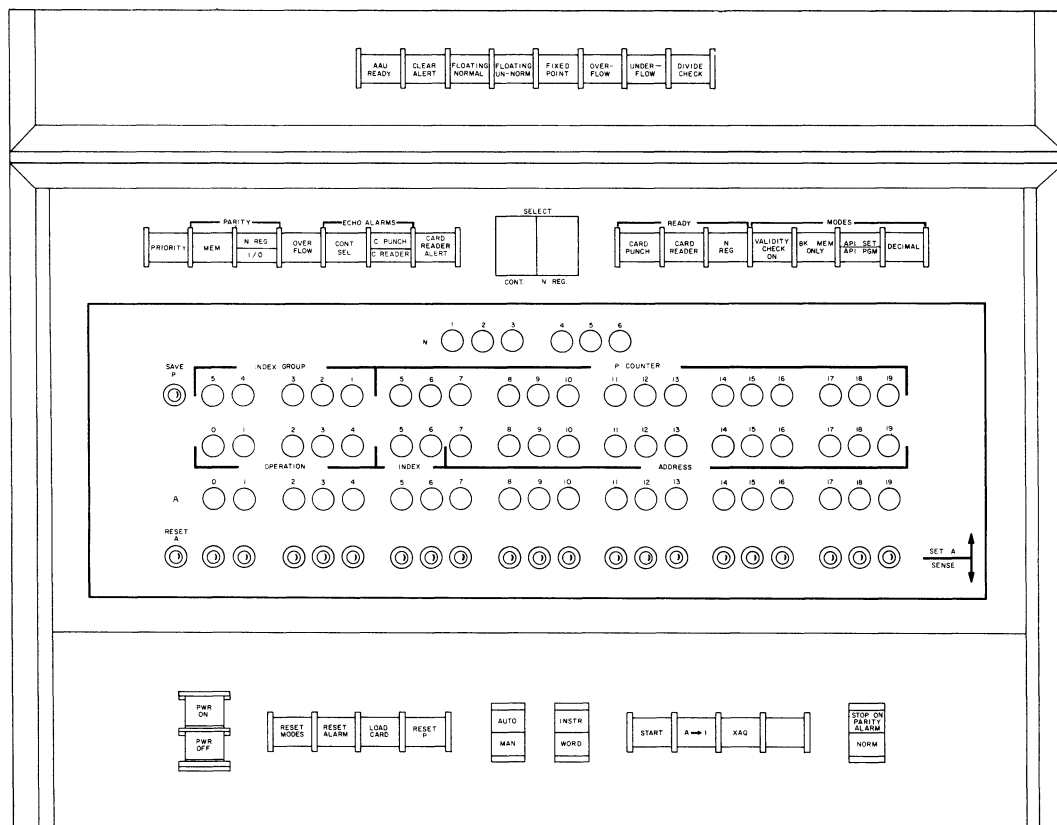 AAU READY
CLEAR ALERT
FLOATING NORMAL
FLOATING UN-NORM
FIXED POINT
OVER-FLOW
UNDER-FLOW
DIVIDE CHECK
PARITY
ECHO ALARMS
PRIORITY
MEM
N REG
I/O
OVER FLOW
CONT SEL
C PUNCH
C READER
CARD READER ALERT
SELECT
CONT. N REG.
READY
MODES
CARD PUNCH
CARD READER
N REG
VALIDITY CHECK ON
8K MEM ONLY
API SET
API PGM
DECIMAL
N 1 2 3 4 5 6
SAVE P
INDEX GROUP
P COUNTER
5 4 3 2 1 5 6 7 8 9 10 11 12 13 14 15 16 17 18 19
0 1 2 3 4 5 6 7 8 9 10 11 12 13 14 15 16 17 18 19
OPERATION INDEX ADDRESS
A 0 1 2 3 4 5 6 7 8 9 10 11 12 13 14 15 16 17 18 19
RESET A
SET A
SENSE
PWR ON
PWR OFF
RESET MODES
RESET ALARM
LOAD CARD
RESET P
AUTO
MAN
INSTR
WORD
START
A→I
XAQ
STOP ON PARITY ALARM
NORM